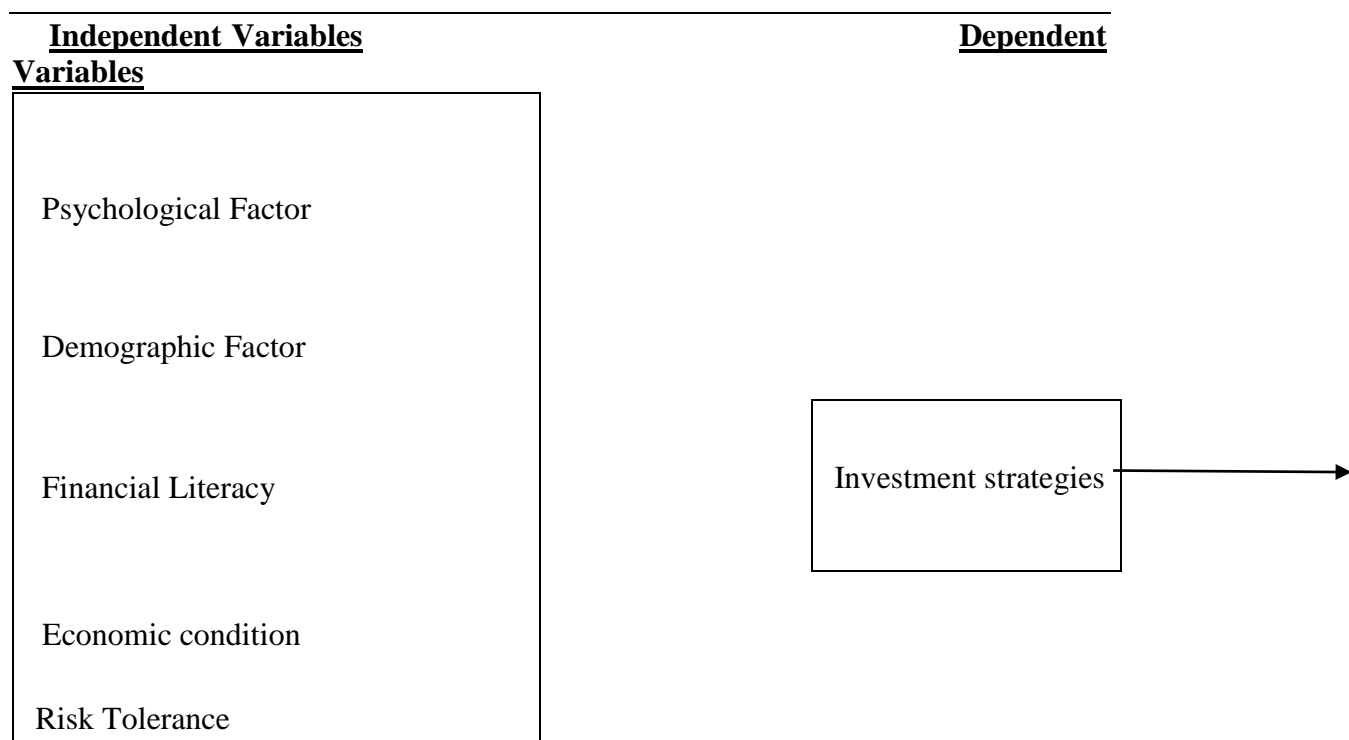 Independent Variables Dependent
Variables
Psychological Factor
Demographic Factor
Financial Literacy
Investment strategies
Economic condition
Risk Tolerance